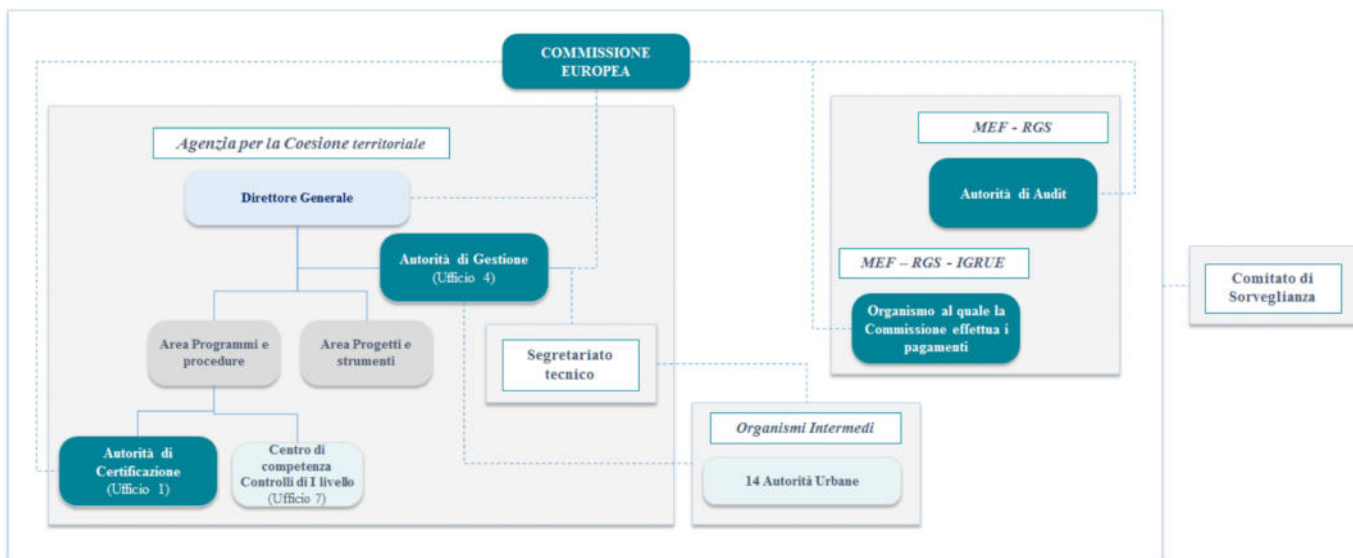 COMMISSIONE
EUROPEA
Agenzia per la Coesione territoriale
Direttore Generale
Autorità di Gestione
(Ufficio 4)
Area Programmi e
procedure
Area Progetti e
strumenti
Autorità di
Certificazione
(Ufficio 1)
Centro di
competenza
Controlli di I livello
(Ufficio 7)
Segretariato
tecnico
Organismi Intermedi
14 Autorità Urbane
MEF - RGS
Autorità di Audit
MEF – RGS - IGRUE
Organismo al quale la
Commissione effettua i
pagamenti
Comitato di
Sorveglianza